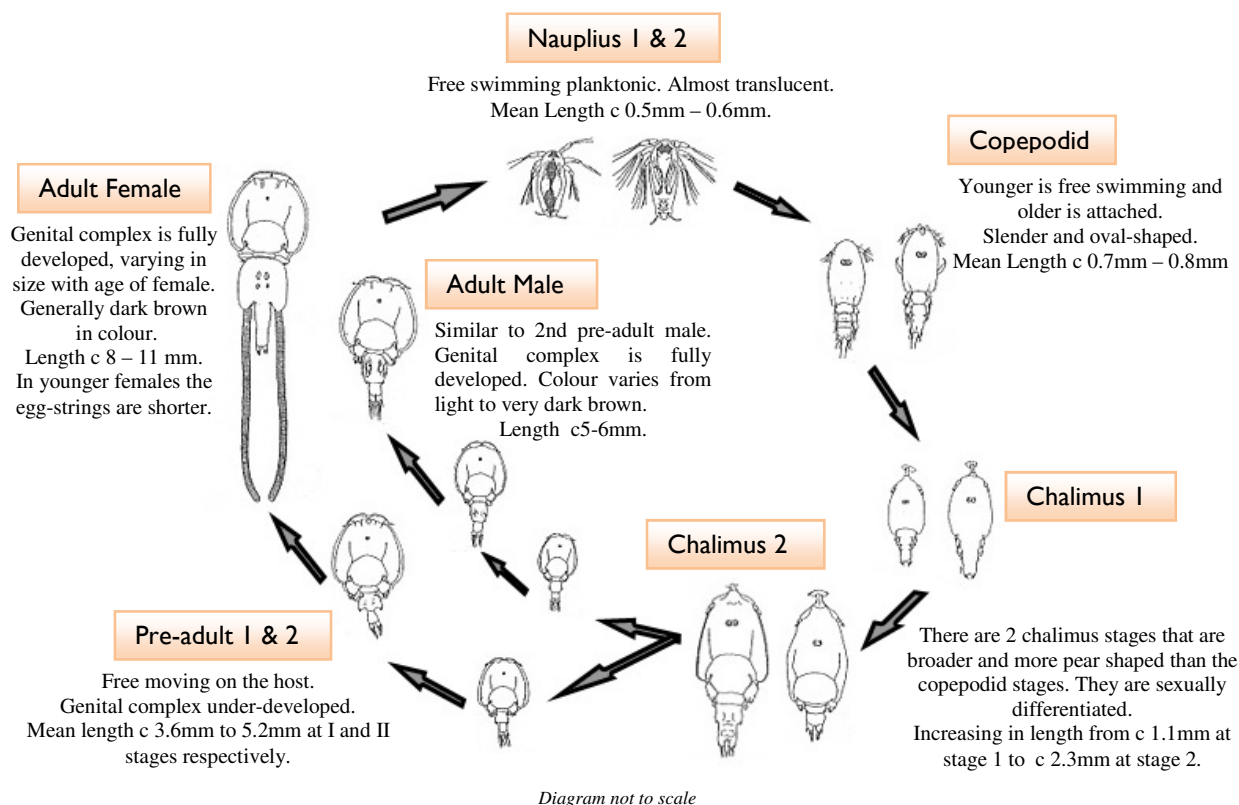 Nauplius 1 & 2
Free swimming planktonic. Almost translucent.
Mean Length c 0.5mm – 0.6mm.
Copepodid
Younger is free swimming and
older is attached.
Slender and oval-shaped.
Mean Length c 0.7mm – 0.8mm
Adult Female
Genital complex is fully
developed, varying in
size with age of female.
Generally dark brown
in colour.
Length c 8 – 11 mm.
In younger females the
egg-strings are shorter.
Adult Male
Similar to 2nd pre-adult male.
Genital complex is fully
developed. Colour varies from
light to very dark brown.
Length c5-6mm.
Chalimus 1
Chalimus 2
There are 2 chalimus stages that are
broader and more pear shaped than the
copepodid stages. They are sexually
differentiated.
Increasing in length from c 1.1mm at
stage 1 to c 2.3mm at stage 2.
Pre-adult 1 & 2
Free moving on the host.
Genital complex under-developed.
Mean length c 3.6mm to 5.2mm at I and II
stages respectively.
Diagram not to scale